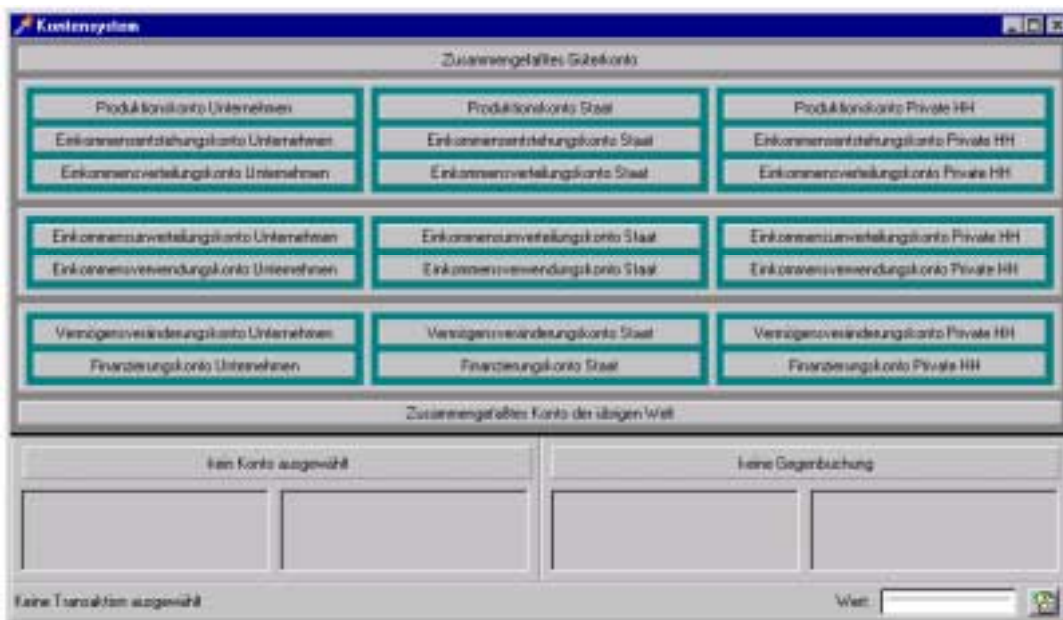 Kontensystem
Zusammengefaßtes Güterkonto
Produktionskonto Unternehmen
Produktionskonto Staat
Produktionskonto Private HH
Einkommensentstehungskonto Unternehmen
Einkommensentstehungskonto Staat
Einkommensentstehungskonto Private HH
Einkommensverteilungskonto Unternehmen
Einkommensverteilungskonto Staat
Einkommensverteilungskonto Private HH
Einkommensumverteilungskonto Unternehmen
Einkommensumverteilungskonto Staat
Einkommensumverteilungskonto Private HH
Einkommensverwendungskonto Unternehmen
Einkommensverwendungskonto Staat
Einkommensverwendungskonto Private HH
Vermögensveränderungskonto Unternehmen
Vermögensveränderungskonto Staat
Vermögensveränderungskonto Private HH
Finanzierungskonto Unternehmen
Finanzierungskonto Staat
Finanzierungskonto Private HH
Zusammengefaßtes Konto der übrigen Welt
kein Konto ausgewählt
keine Gegenbuchung
Keine Transaktion ausgewählt
Wert: